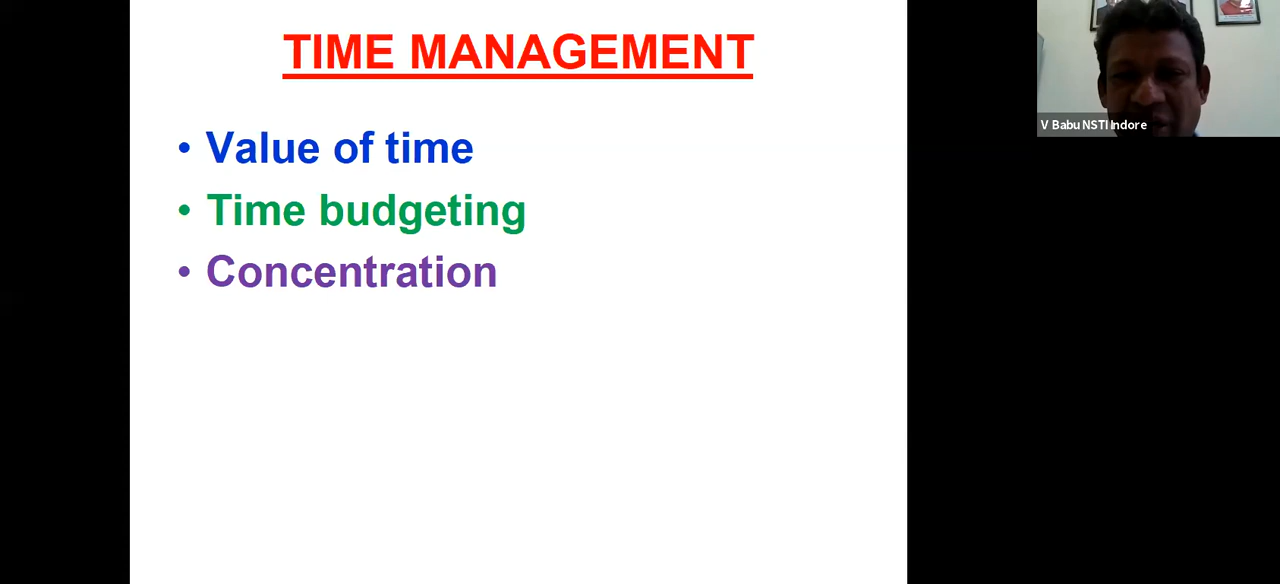 TIME MANAGEMENT
• Value of time
• Time budgeting
• Concentration
V Babu NSTI Indore